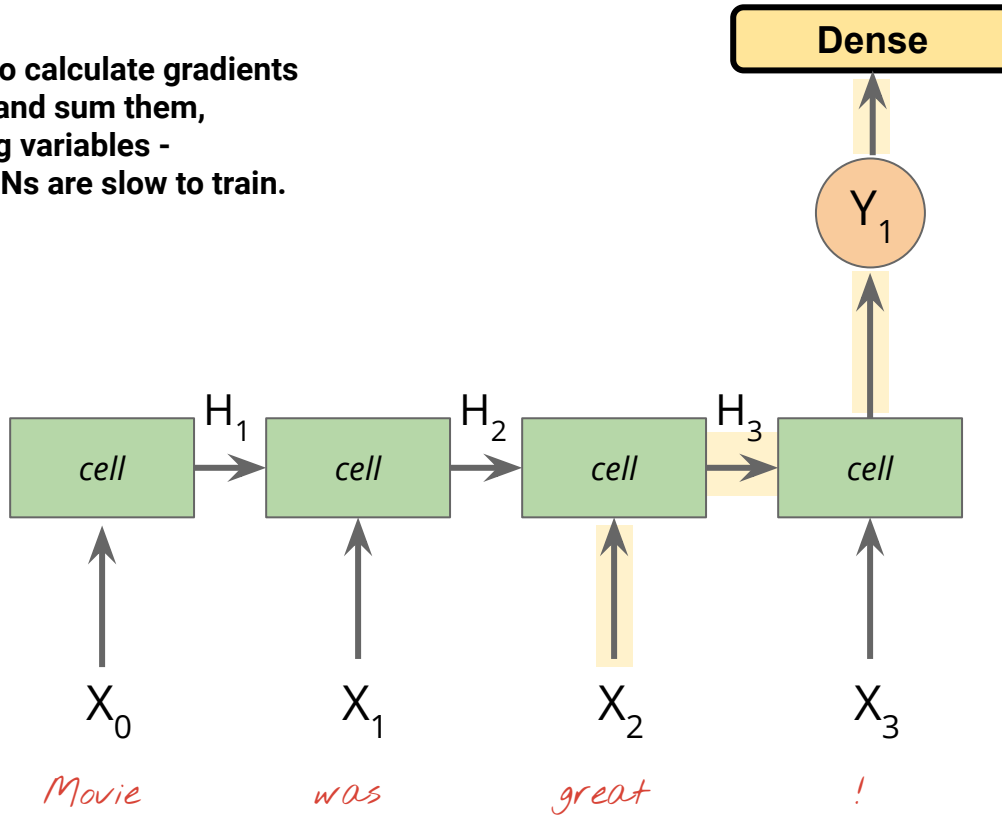 Dense
o calculate gradients
and sum them,
g variables -
Ns are slow to train.
Y1
H1 H2 H3
cell cell cell cell
X0 X1 X2 X3
Movie was great !